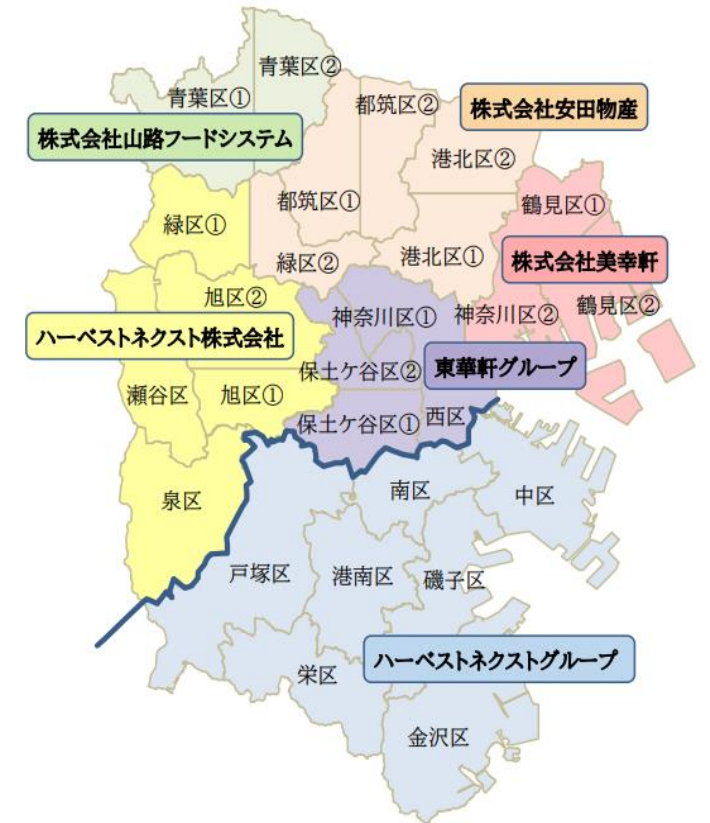 青葉区②
青葉区①
都筑区②
株式会社安田物産
株式会社山路フードシステム
港北区②
都筑区①
鶴見区①
緑区①
緑区②
港北区①
株式会社美幸軒
旭区②
神奈川区①
神奈川区②
鶴見区②
ハーベストネクスト株式会社
保土ケ谷区②
東華軒グループ
瀬谷区
旭区①
保土ケ谷区①
西区
泉区
南区
中区
戸塚区
港南区
磯子区
ハーベストネクストグループ
栄区
金沢区